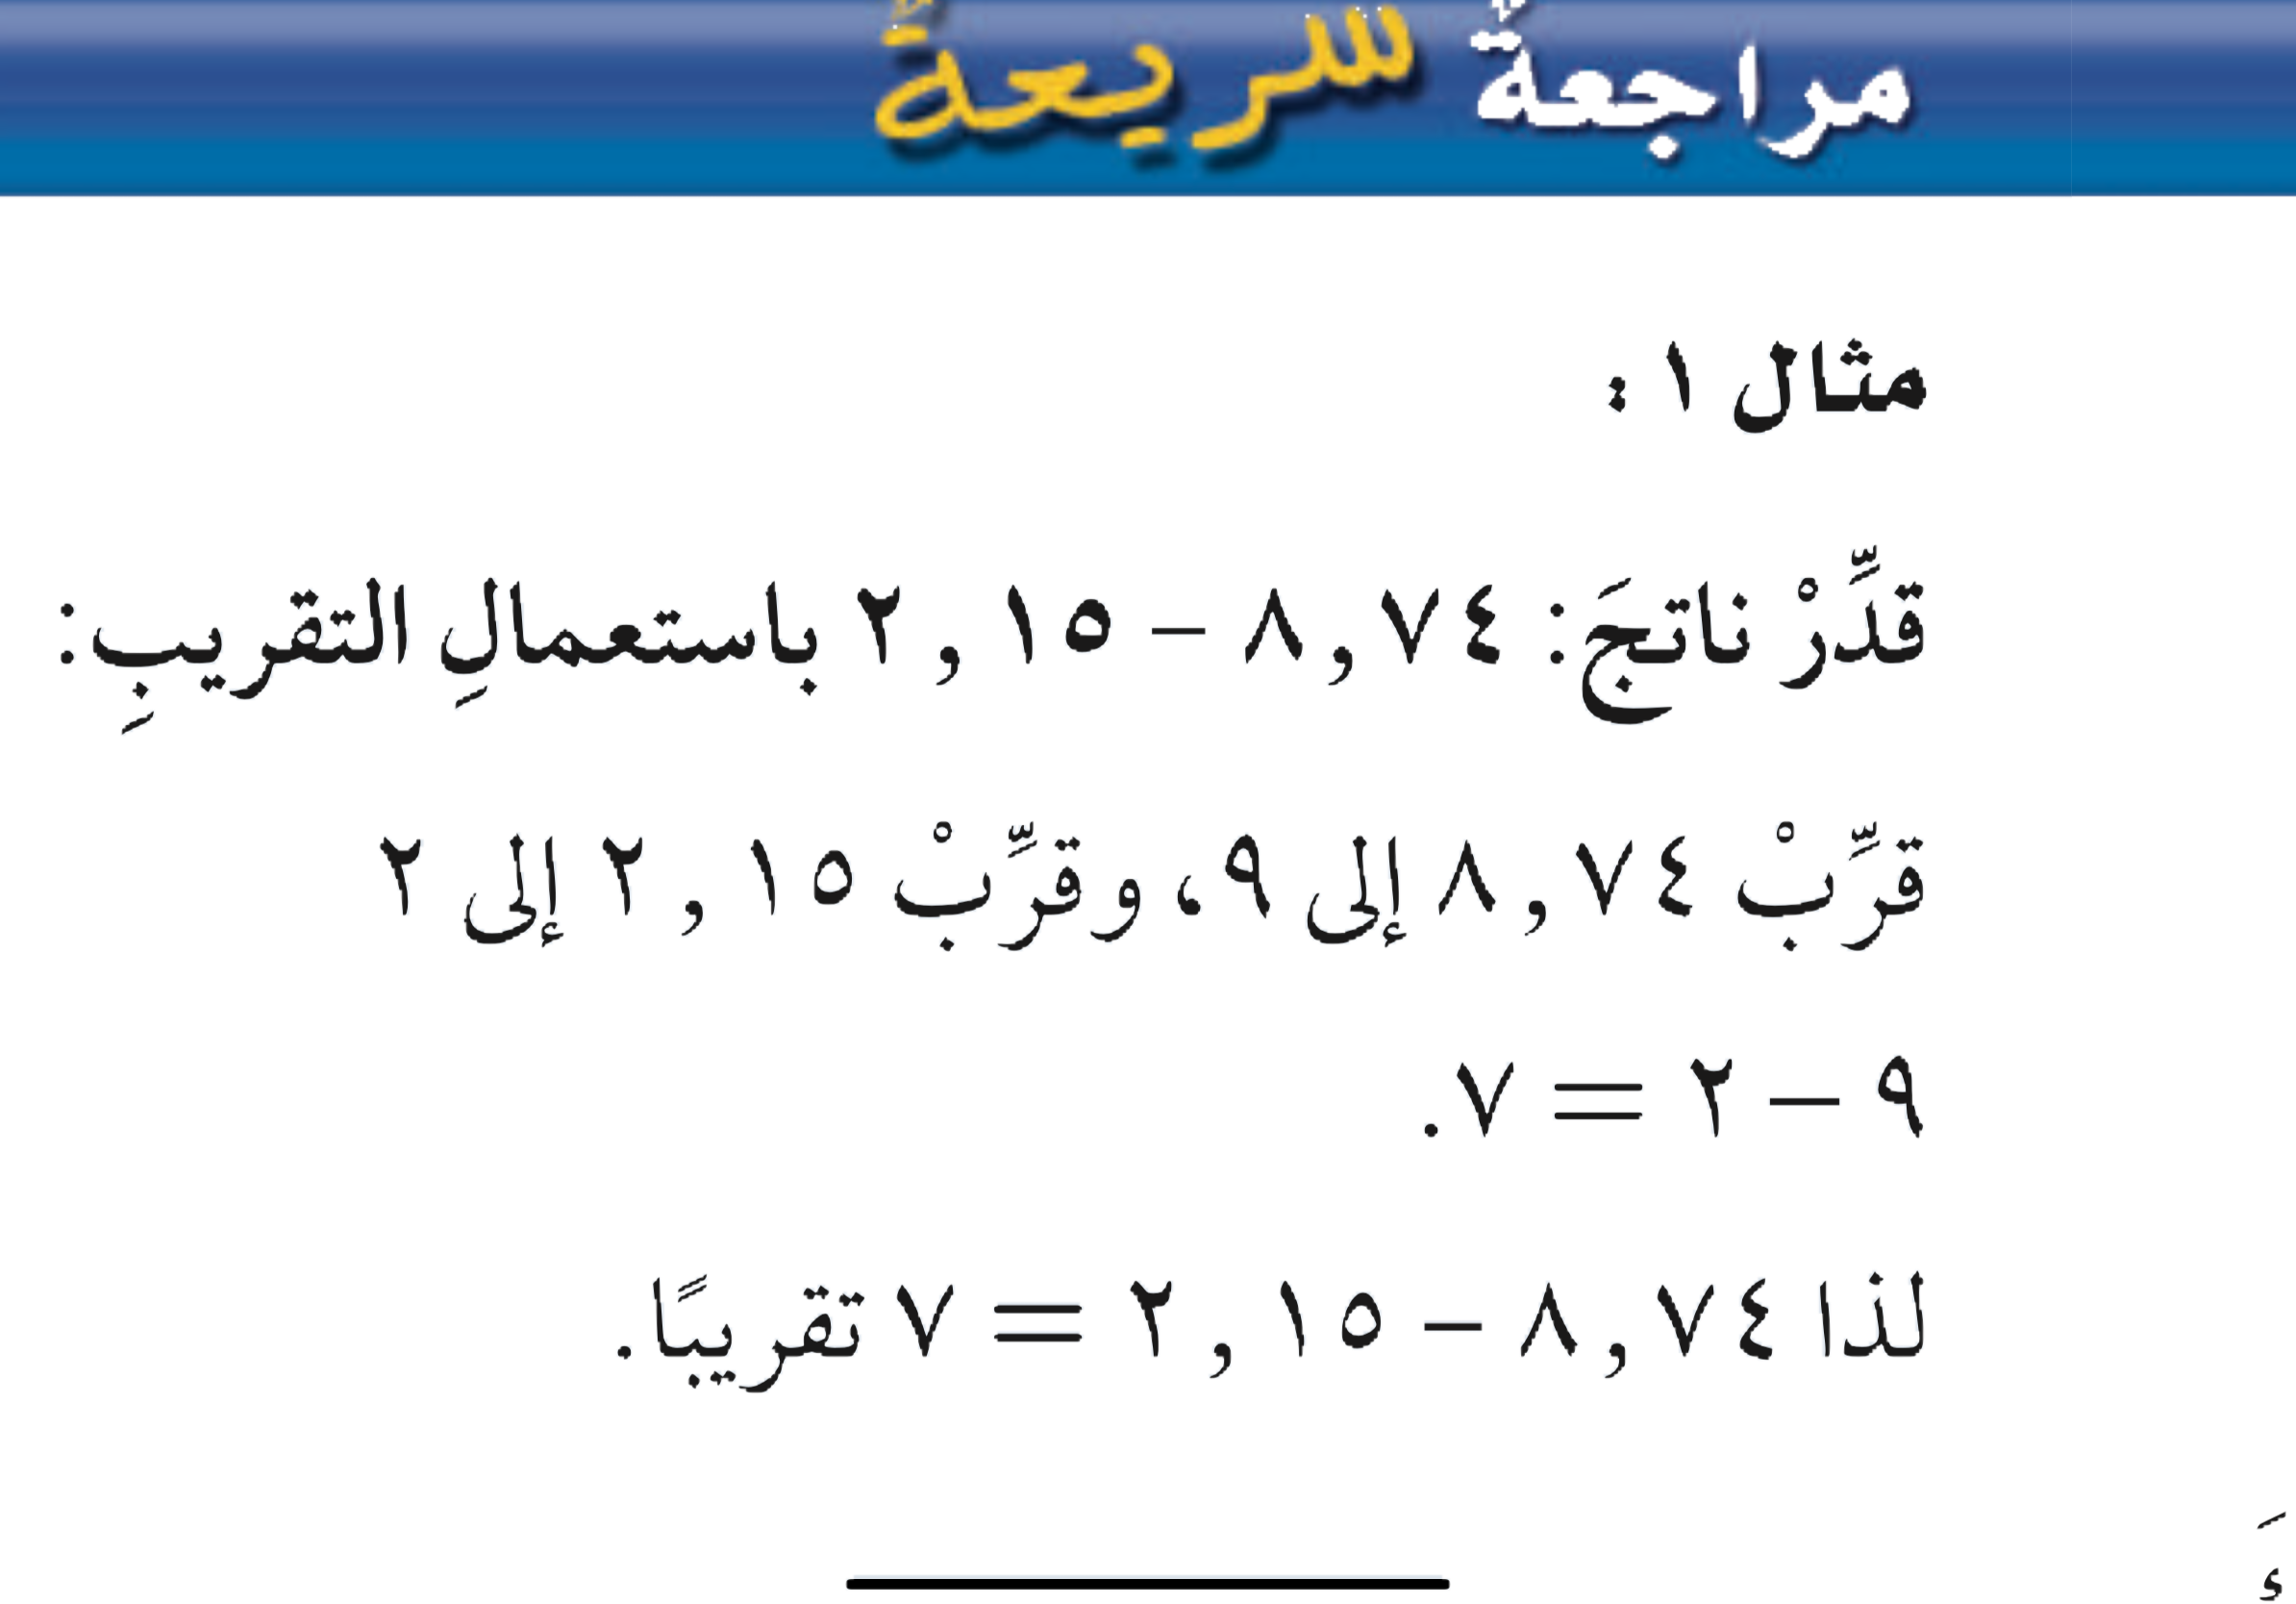 مراجعةٌ سريعةٌ
مثال ١ :
قدِّرْ ناتجَ: ٨,٧٤ – ٢,١٥ باستعمالِ التقريبِ:
قرِّبْ ٨,٧٤ إلى ٩، وقرِّبْ ٢,١٥ إلى ٢
٩ – ٢ = ٧.
لذا ٨,٧٤ – ٢,١٥ = ٧ تقريبًا.